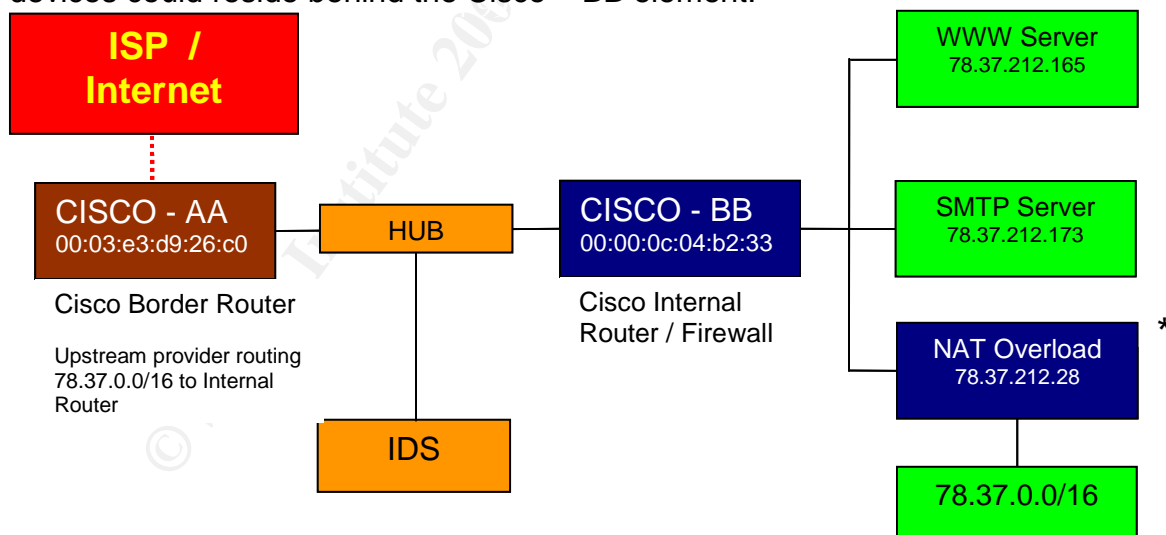 devices could reside behind the Cisco – BB element.
ISP /
Internet
WWW Server
78.37.212.165
CISCO - AA
00:03:e3:d9:26:c0
HUB
CISCO - BB
00:00:0c:04:b2:33
SMTP Server
78.37.212.173
Cisco Border Router
Upstream provider routing
78.37.0.0/16 to Internal
Router
Cisco Internal
Router / Firewall
*
NAT Overload
78.37.212.28
IDS
78.37.0.0/16
©
Institute 200